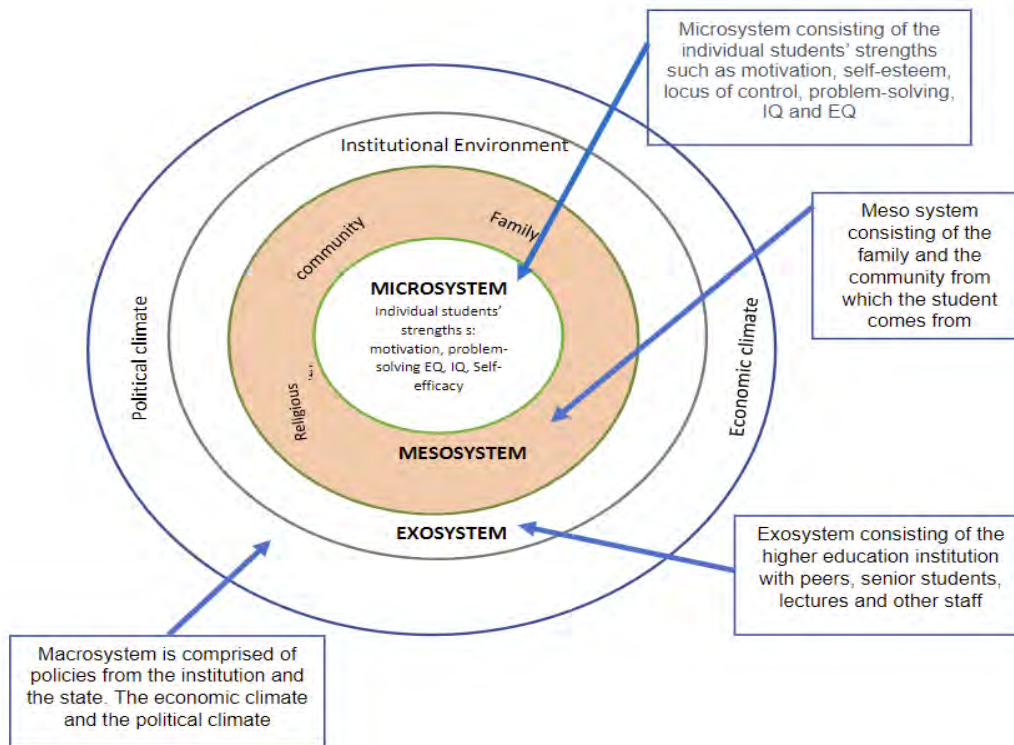 Microsystem consisting of the
individual students' strengths
such as motivation, self-esteem,
locus of control, problem-solving,
IQ and EQ
Institutional Environment
Family
community
Meso system
consisting of the
family and the
community from
which the student
comes from
MICROSYSTEM
Individual students'
strengths s:
motivation, problem-
solving EQ, IQ, Self-
efficacy
Political climate
Economic climate
Religious
MESOSYSTEM
EXOSYSTEM
Exosystem consisting of the
higher education institution
with peers, senior students,
lectures and other staff
Macrosystem is comprised of
policies from the institution and
the state. The economic climate
and the political climate